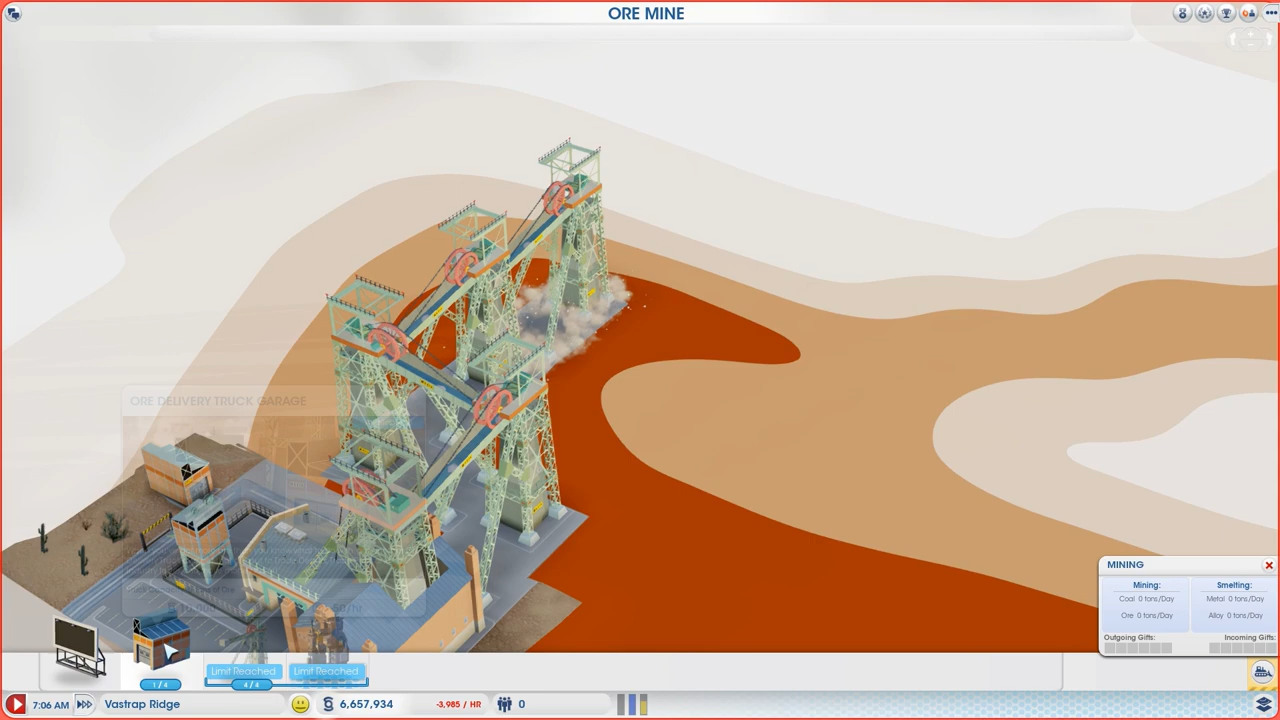 ORE MINE
ORE DELIVERY TRUCK GARAGE
MINING
Mining:
Smelting:
Coal 0 tons/Day
Metal 0 tons/Day
Ore 0 tons/Day
Alloy 0 tons/Day
Outgoing Gifts:
Incoming Gifts:
Limit Reached
Limit Reached
1 / 4
4 / 4
7:06 AM
Vastrap Ridge
6,657,934
-3,985 / HR
0